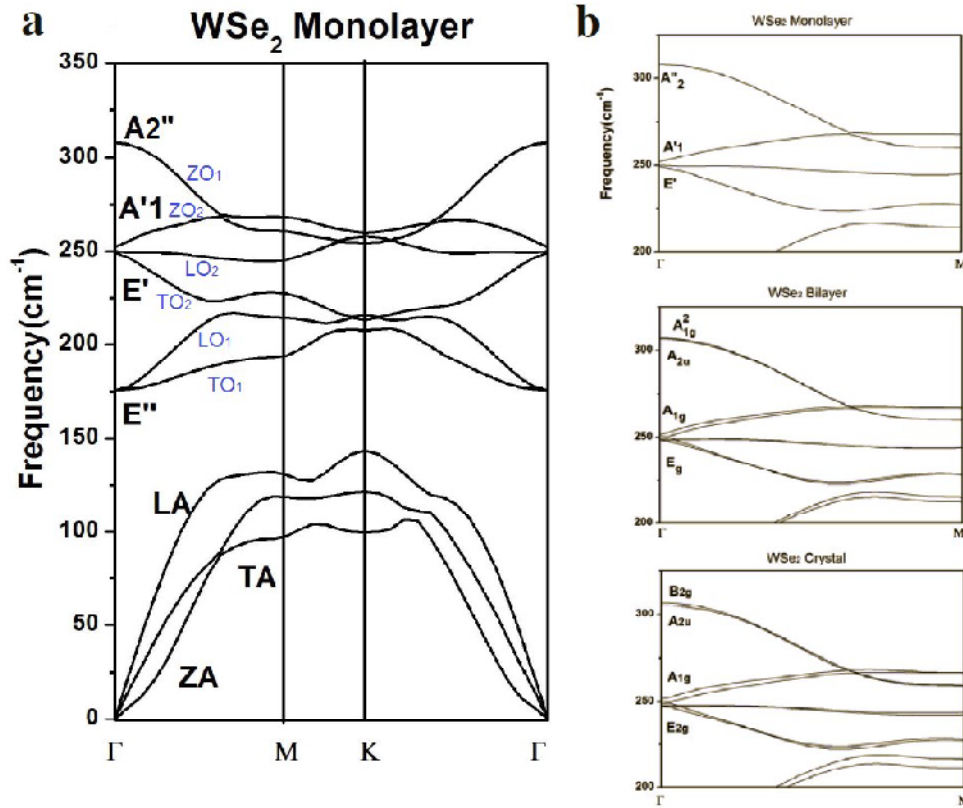 a
WSe2 Monolayer
350
300
250
200
150
100
50
0
Frequency(cm-1)
A2"
ZO1
A'1
ZO2
LO2
E'
TO2
LO1
TO1
E"
LA
TA
ZA
Γ
M
K
Γ
b
WSe2 Monolayer
Frequency(cm-1)
300
250
200
A"2
A'1
E'
Γ
M
WSe2 Bilayer
300
250
200
A²1g
A2u
A1g
Eg
Γ
M
WSe2 Crystal
300
250
200
B2g
A2u
A1g
E2g
Γ
M